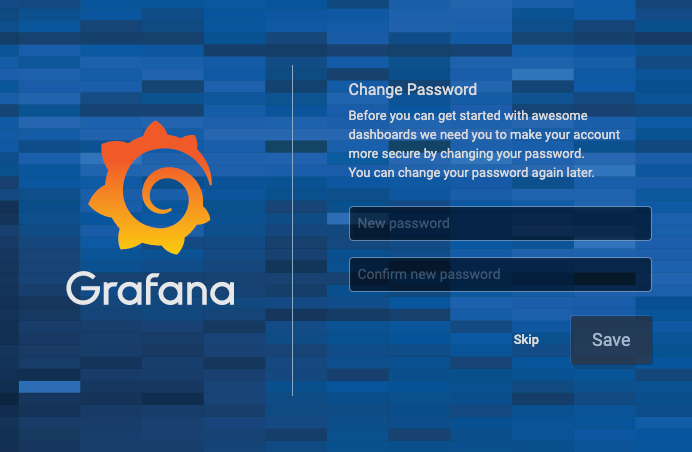 Grafana
Change Password
Before you can get started with awesome
dashboards we need you to make your account
more secure by changing your password.
You can change your password again later.
New password
Confirm new password
Skip
Save